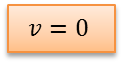 v = 0